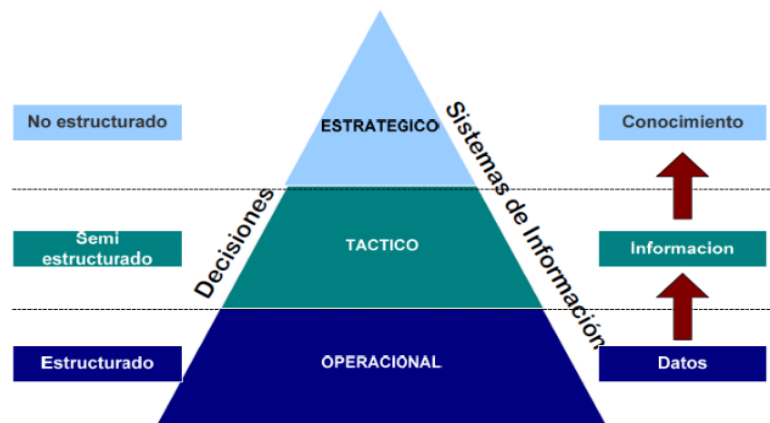 No estructurado
ESTRATEGICO
Conocimiento
Decisiones
Sistemas de Información
Semi
estructurado
TACTICO
Informacion
Estructurado
OPERACIONAL
Datos